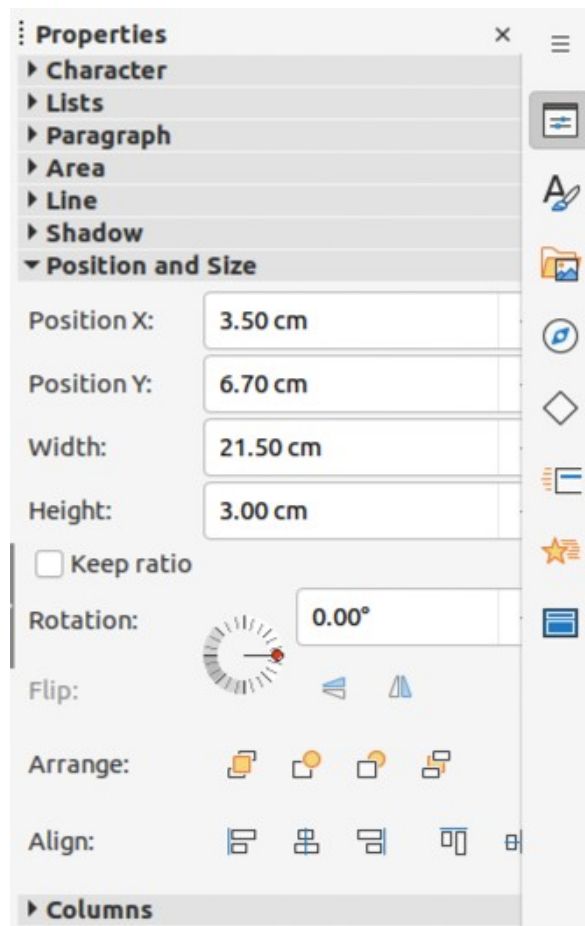 Properties
Character
Lists
Paragraph
Area
Line
Shadow
Position and Size
Position X: 3.50 cm
Position Y: 6.70 cm
Width: 21.50 cm
Height: 3.00 cm
Keep ratio
Rotation: 0.00°
Flip:
Arrange:
Align:
Columns